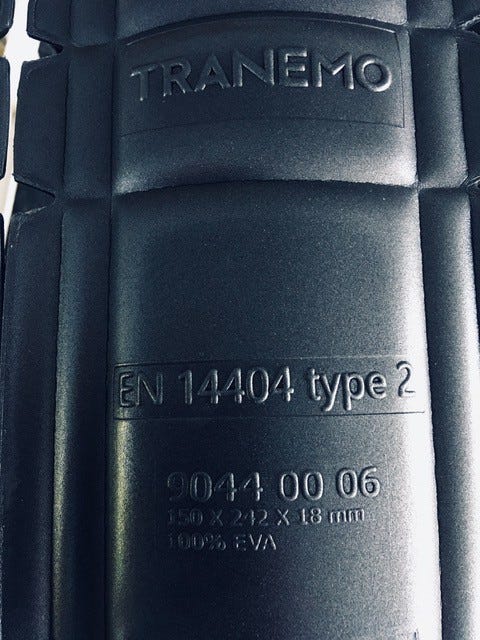 TRANEMO
EN 14404 type 2
9044 00 06
150 X 242 X 18 mm
100% EVA